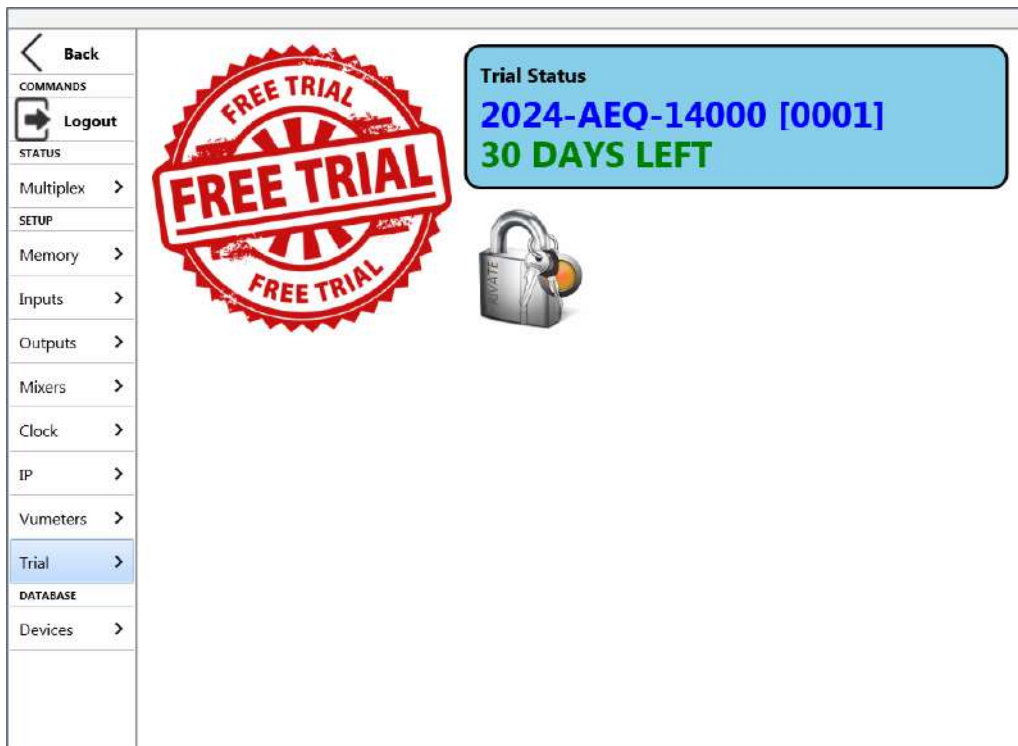 Back
COMMANDS
Logout
STATUS
Multiplex
SETUP
Memory
Inputs
Outputs
Mixers
Clock
IP
Vumeters
Trial
DATABASE
Devices
FREE TRIAL
FREE TRIAL
FREE TRIAL
Trial Status
2024-AEQ-14000 [0001]
30 DAYS LEFT
PRIVATE